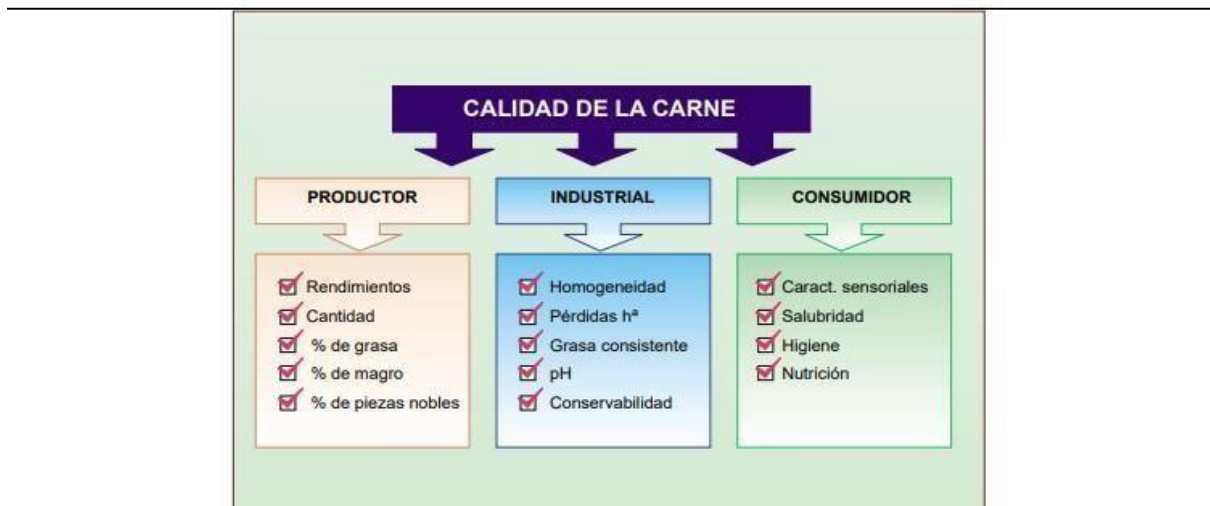 CALIDAD DE LA CARNE
PRODUCTOR
Rendimientos
Cantidad
% de grasa
% de magro
% de piezas nobles
INDUSTRIAL
Homogeneidad
Pérdidas hª
Grasa consistente
pH
Conservabilidad
CONSUMIDOR
Caract. sensoriales
Salubridad
Higiene
Nutrición